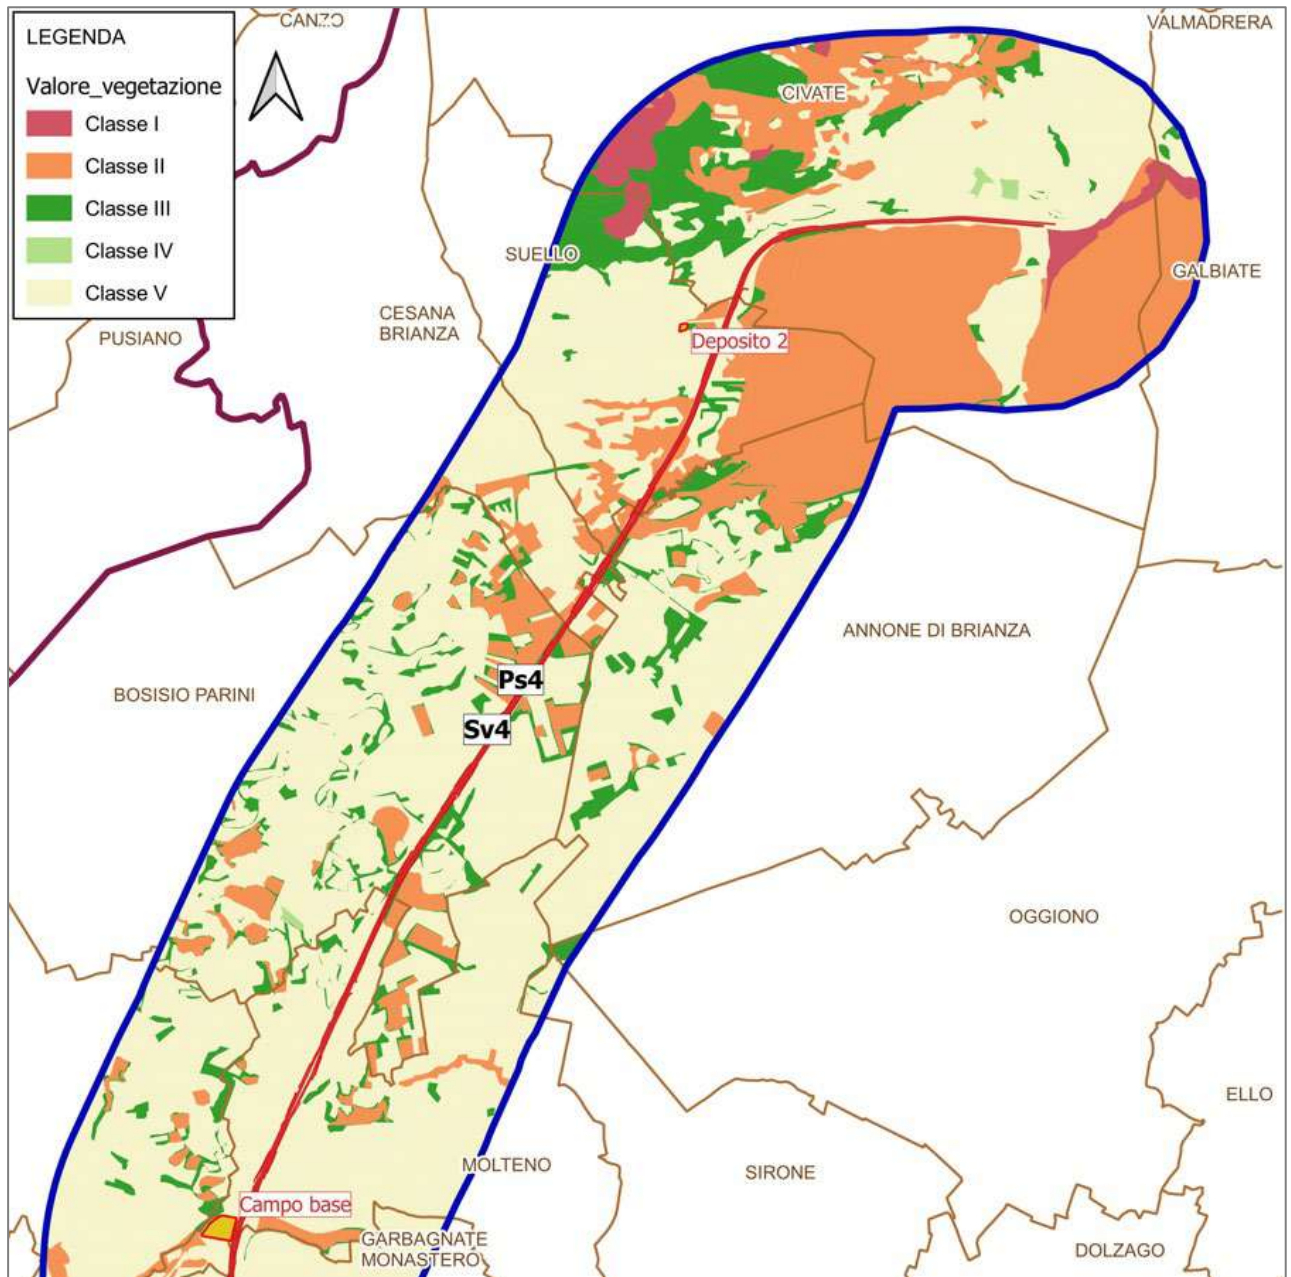 CANZO
VALMADRERA
LEGENDA
Valore_vegetazione
Classe I
Classe II
Classe III
Classe IV
Classe V
CIVATE
SUELLO
GALBIATE
CESANA
BRIANZA
PUSIANO
Deposito 2
ANNONE DI BRIANZA
BOSISIO PARINI
Ps4
Sv4
OGGIONO
ELLO
MOLTENO
SIRONE
Campo base
GARBAGNATE
MONASTERO
DOLZAGO